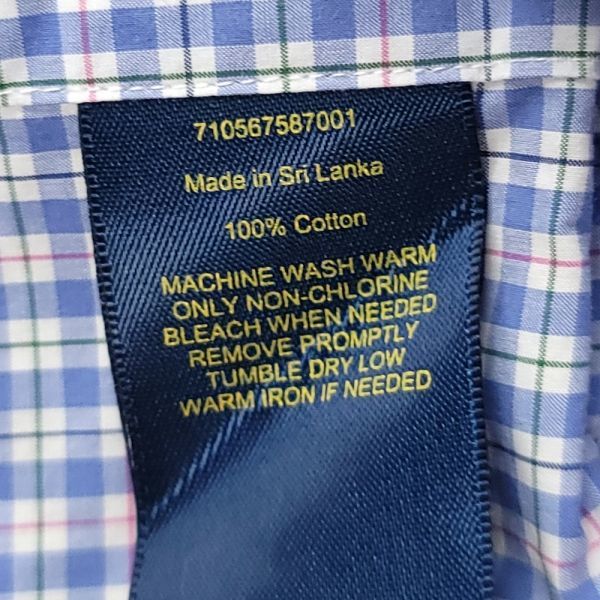 710567587001
Made in Sri Lanka
100% Cotton
MACHINE WASH WARM
ONLY NON-CHLORINE
BLEACH WHEN NEEDED
REMOVE PROMPTLY
TUMBLE DRY LOW
WARM IRON IF NEEDED